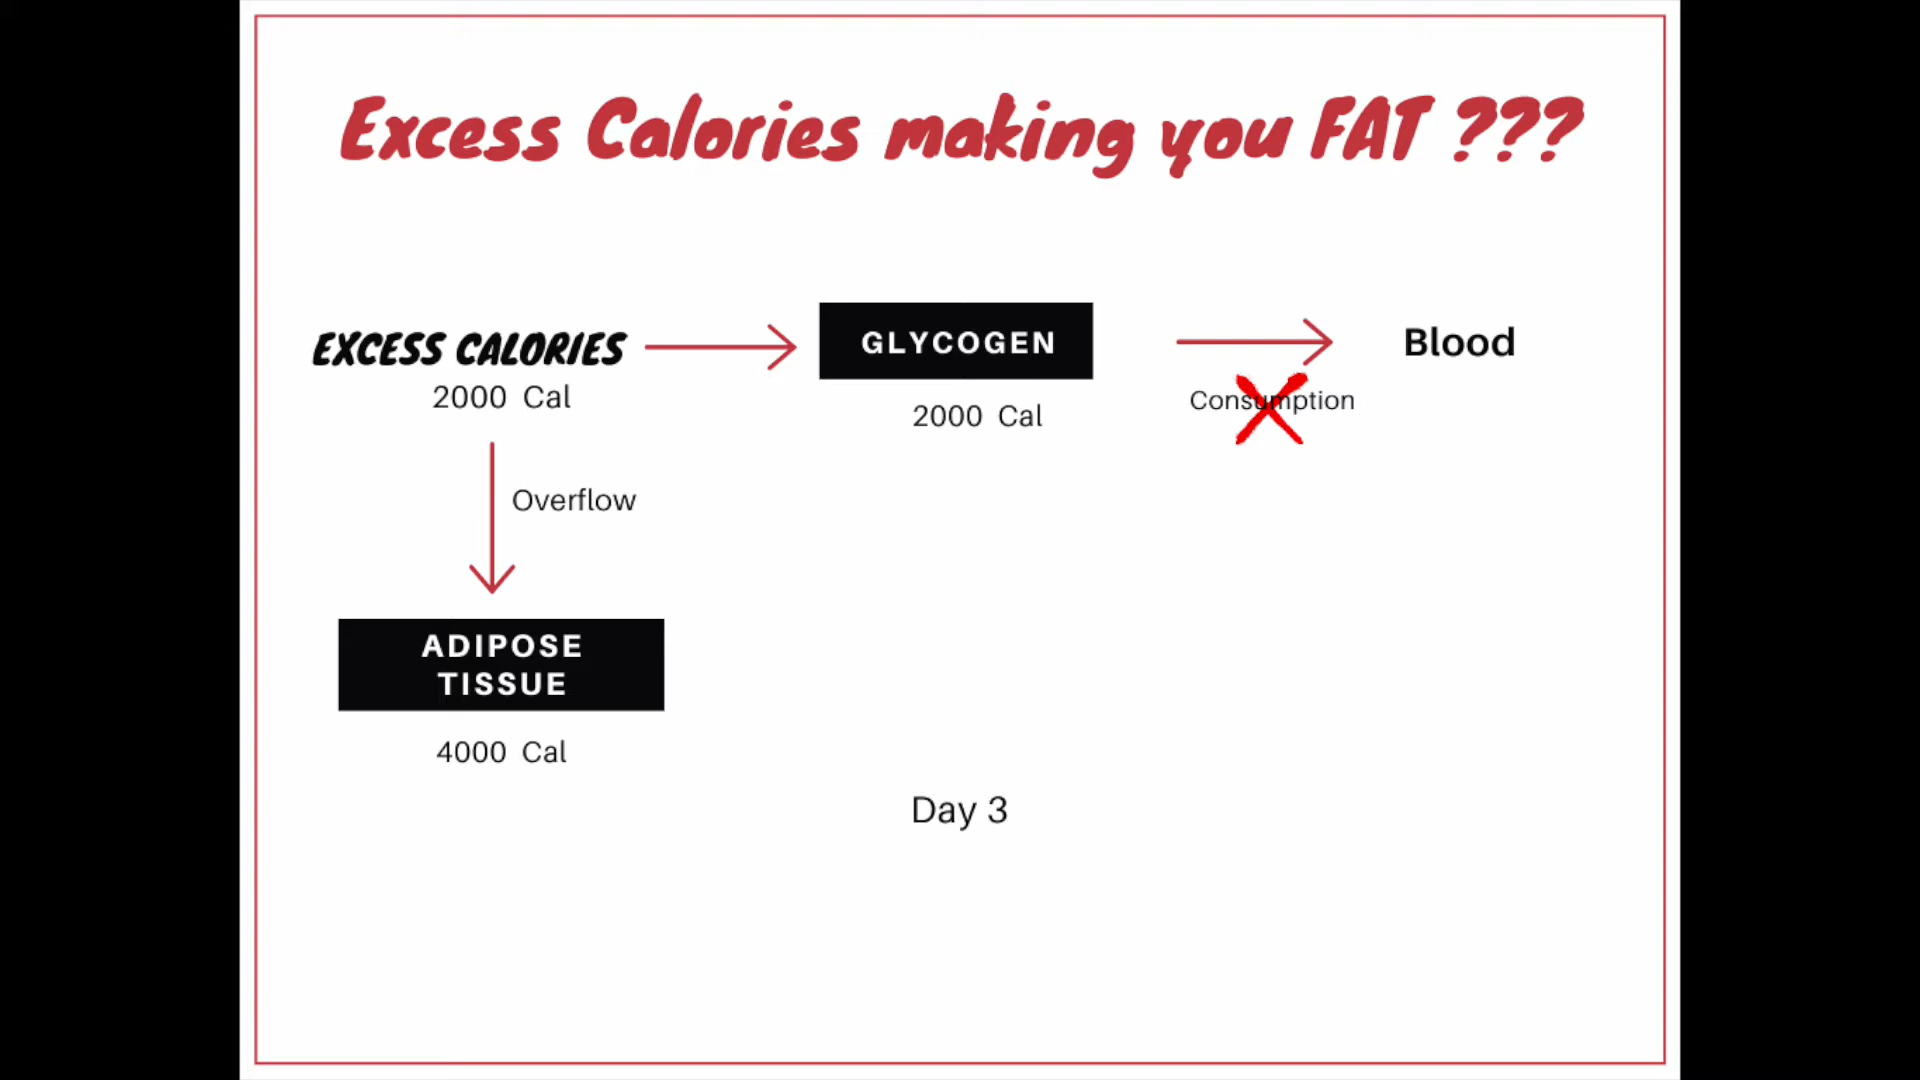 Excess Calories making you FAT ???
EXCESS CALORIES
2000 Cal
GLYCOGEN
2000 Cal
Blood
Consumption
Overflow
ADIPOSE
TISSUE
4000 Cal
Day 3